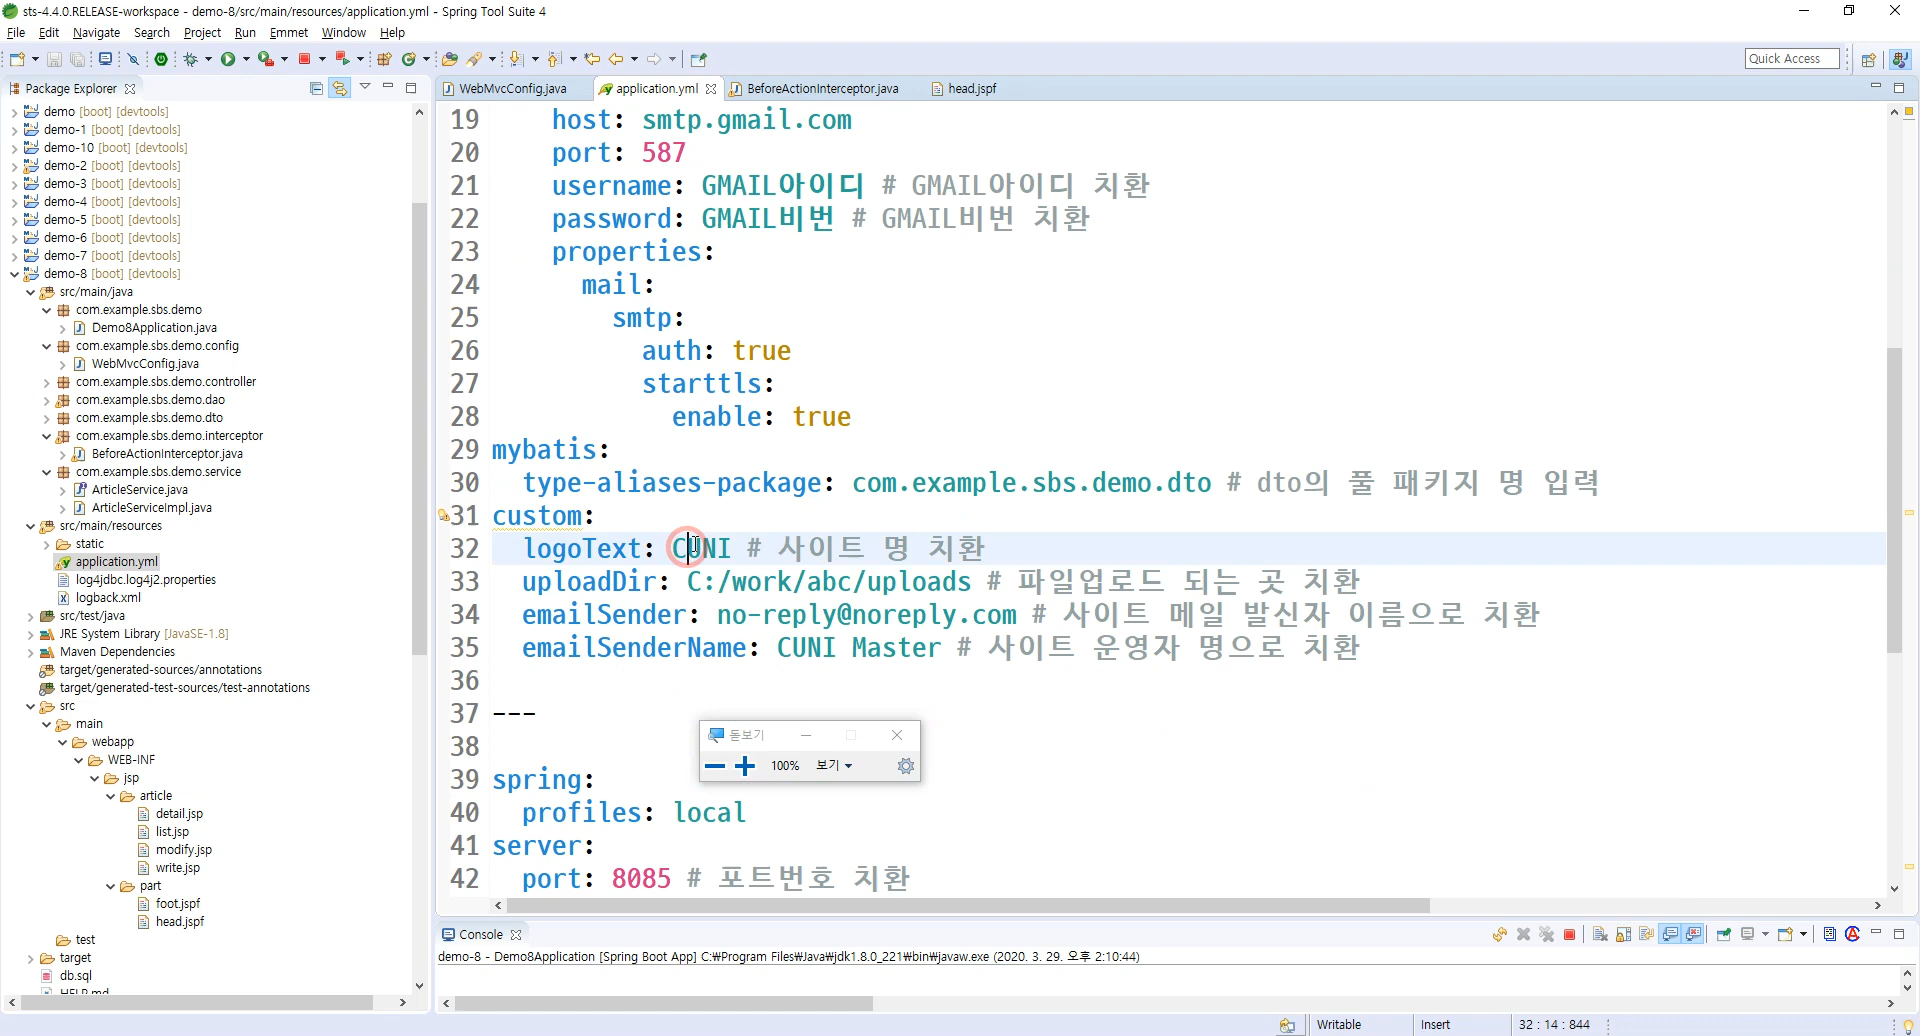 sts-4.4.0.RELEASE-workspace - demo-8/src/main/resources/application.yml - Spring Tool Suite 4
File Edit Navigate Search Project Run Emmet Window Help
Quick Access
Package Explorer
demo [boot] [devtools]
demo-1 [boot] [devtools]
demo-10 [boot] [devtools]
demo-2 [boot] [devtools]
demo-3 [boot] [devtools]
demo-4 [boot] [devtools]
demo-5 [boot] [devtools]
demo-6 [boot] [devtools]
demo-7 [boot] [devtools]
demo-8 [boot] [devtools]
src/main/java
com.example.sbs.demo
Demo8Application.java
com.example.sbs.demo.config
WebMvcConfig.java
com.example.sbs.demo.controller
com.example.sbs.demo.dao
com.example.sbs.demo.dto
com.example.sbs.demo.interceptor
BeforeActionInterceptor.java
com.example.sbs.demo.service
ArticleService.java
ArticleServiceImpl.java
src/main/resources
static
application.yml
log4jdbc.log4j2.properties
logback.xml
src/test/java
JRE System Library [JavaSE-1.8]
Maven Dependencies
target/generated-sources/annotations
target/generated-test-sources/test-annotations
src
main
webapp
WEB-INF
jsp
article
detail.jsp
list.jsp
modify.jsp
write.jsp
part
foot.jspf
head.jspf
test
target
db.sql
HELP.md
WebMvcConfig.java application.yml BeforeActionInterceptor.java head.jspf
19 host: smtp.gmail.com
20 port: 587
21 username: GMAIL아이디 # GMAIL아이디 치환
22 password: GMAIL비번 # GMAIL비번 치환
23 properties:
24 mail:
25 smtp:
26 auth: true
27 starttls:
28 enable: true
29 mybatis:
30 type-aliases-package: com.example.sbs.demo.dto # dto의 풀 패키지 명 입력
31 custom:
32 logoText: CUNI # 사이트 명 치환
33 uploadDir: C:/work/abc/uploads # 파일업로드 되는 곳 치환
34 emailSender: no-reply@noreply.com # 사이트 메일 발신자 이름으로 치환
35 emailSenderName: CUNI Master # 사이트 운영자 명으로 치환
36
37 ---
38
39 spring:
40 profiles: local
41 server:
42 port: 8085 # 포트번호 치환
돋보기
100% 보기
Console
demo-8 - Demo8Application [Spring Boot App] C:₩Program Files₩Java₩jdk1.8.0_221₩bin₩javaw.exe (2020. 3. 29. 오후 2:10:44)
Writable Insert 32 : 14 : 844